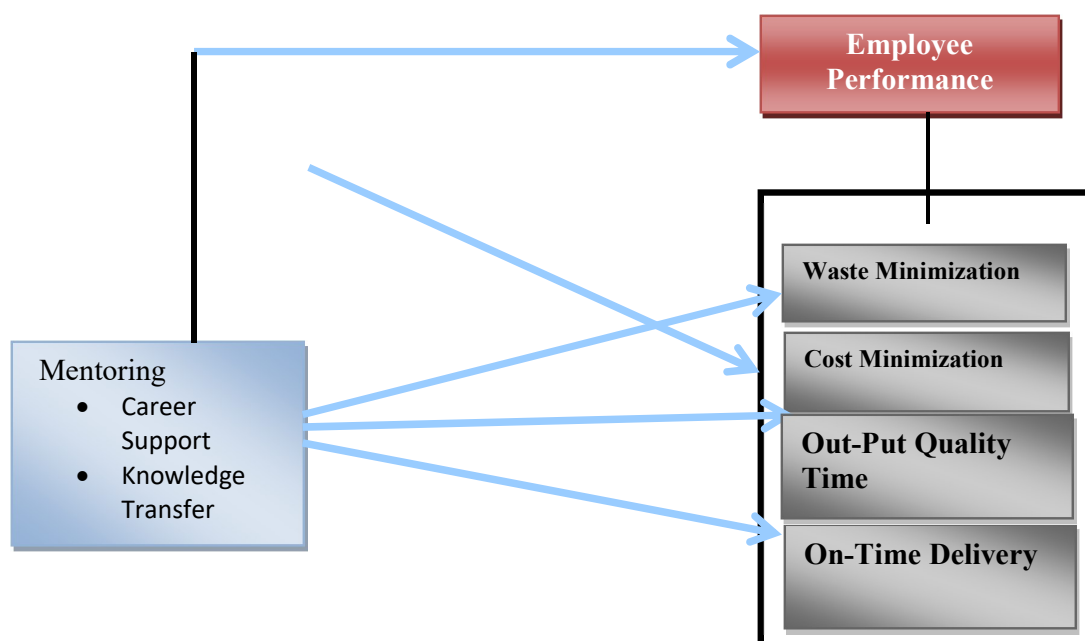 Employee
Performance
Waste Minimization
Cost Minimization
Mentoring
• Career
Support
• Knowledge
Transfer
Out-Put Quality
Time
On-Time Delivery